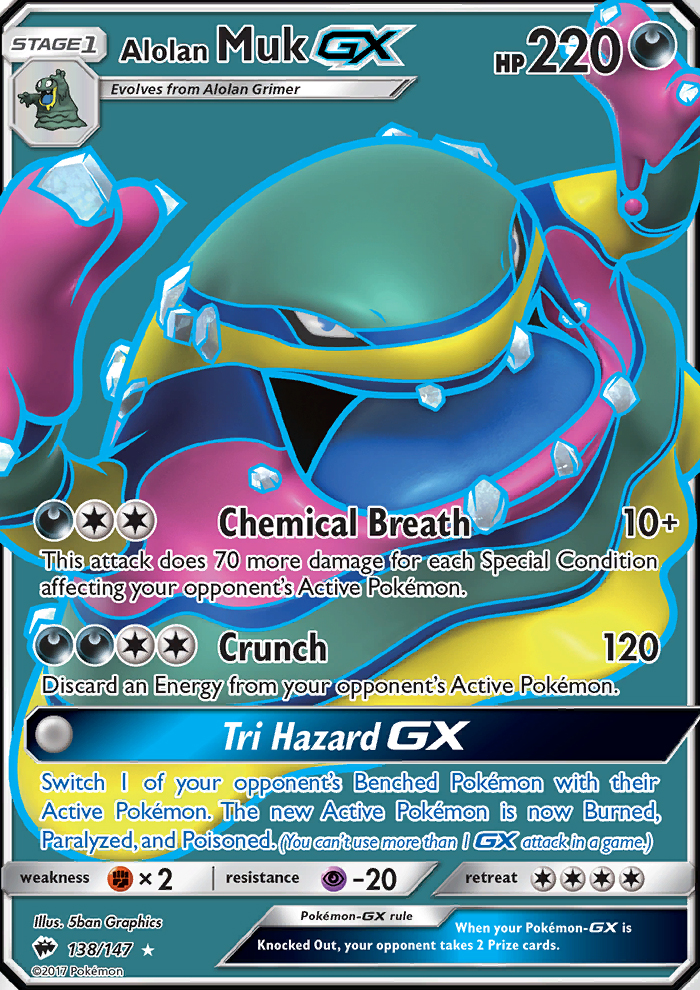 STAGE 1
Alolan Muk GX
HP 220
Evolves from Alolan Grimer
Chemical Breath 10+
This attack does 70 more damage for each Special Condition
affecting your opponent's Active Pokémon.
Crunch 120
Discard an Energy from your opponent's Active Pokémon.
Tri Hazard GX
Switch 1 of your opponent's Benched Pokémon with their
Active Pokémon. The new Active Pokémon is now Burned,
Paralyzed, and Poisoned. (You can't use more than 1 GX attack in a game.)
weakness × 2 resistance -20 retreat
Illus. 5ban Graphics
138/147
©2017 Pokémon
Pokémon-GX rule
When your Pokémon-GX is
Knocked Out, your opponent takes 2 Prize cards.